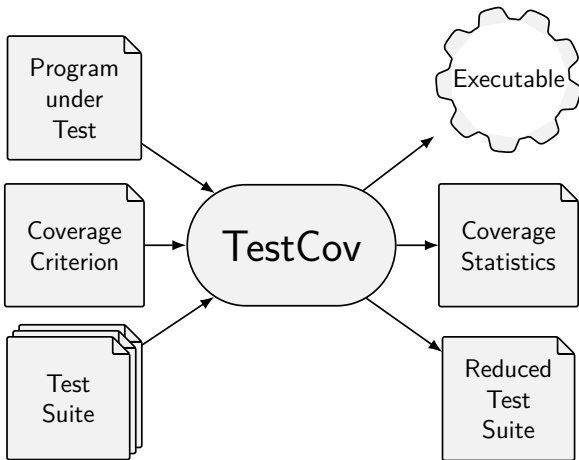 Program
under
Test
Executable
Coverage
Criterion
TestCov
Coverage
Statistics
Test
Suite
Reduced
Test
Suite